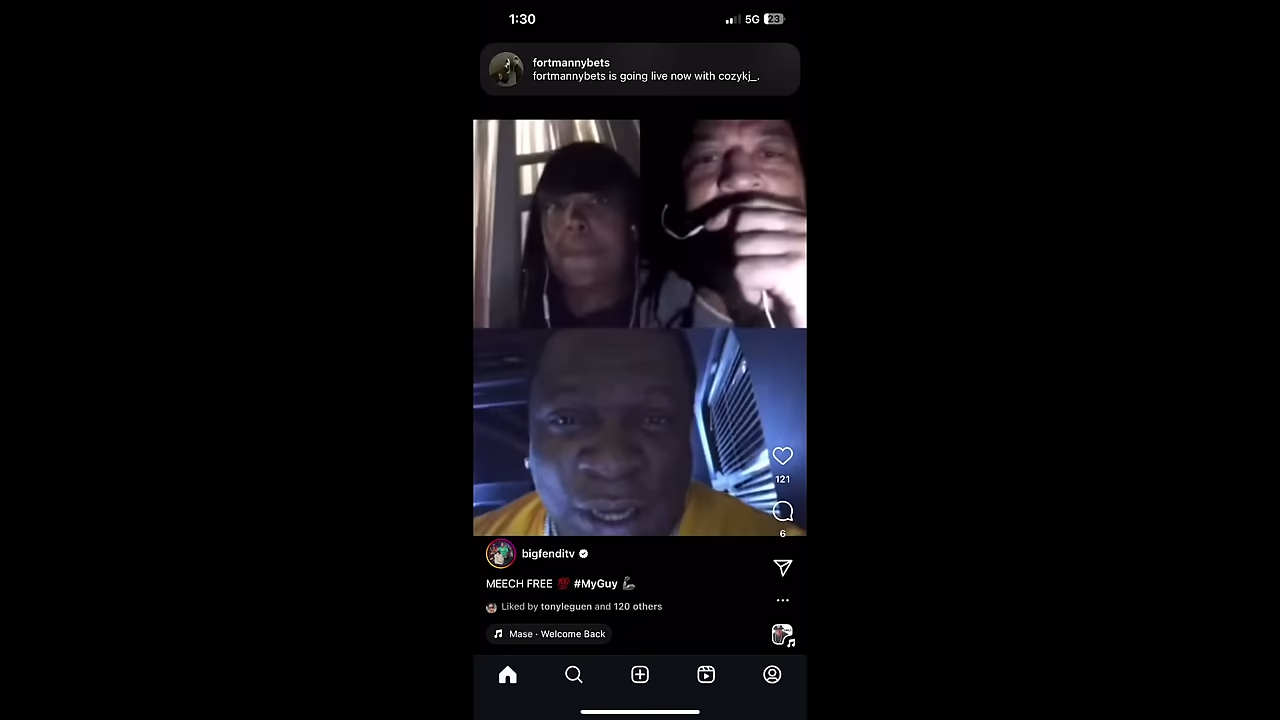 1:30
5G 23
fortmannybets
fortmannybets is going live now with cozykj_.
121
6
bigfenditv
MEECH FREE 💯 #MyGuy 🦾
Liked by tonyleguen and 120 others
Mase · Welcome Back